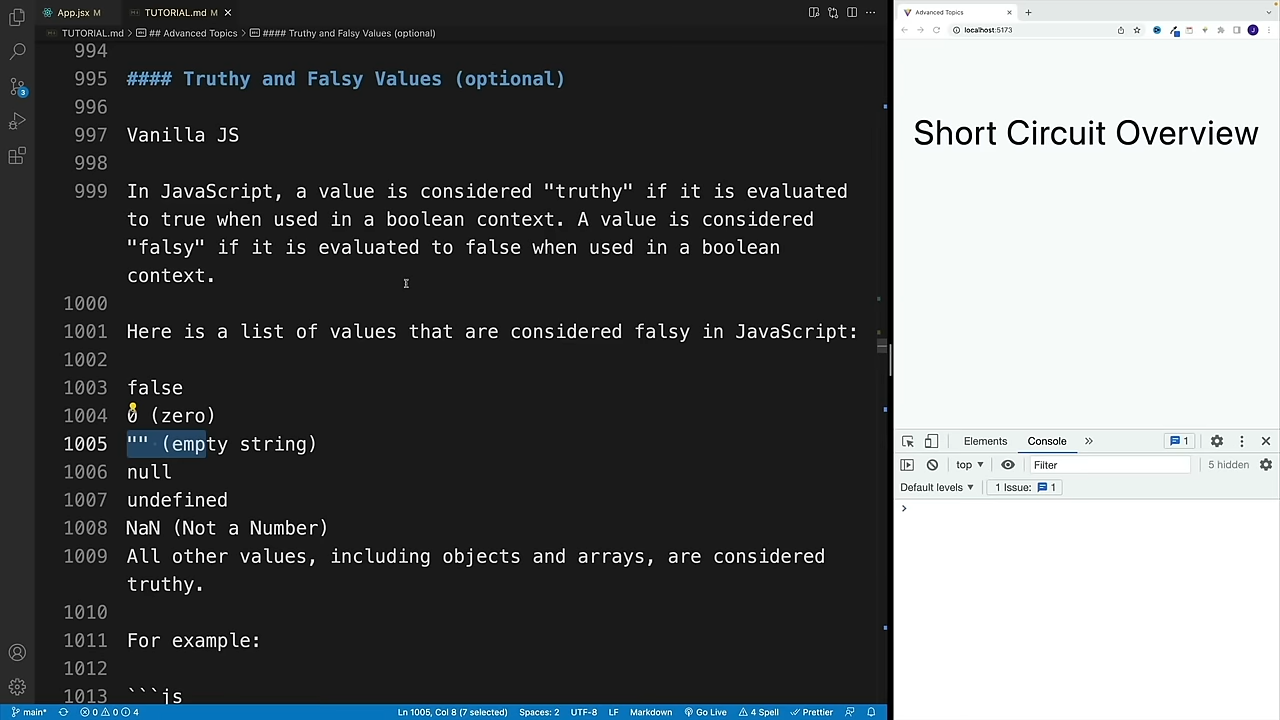 App.jsx M
TUTORIAL.md M
TUTORIAL.md > ## Advanced Topics > #### Truthy and Falsy Values (optional)
994
995 #### Truthy and Falsy Values (optional)
996
997 Vanilla JS
998
999 In JavaScript, a value is considered "truthy" if it is evaluated
to true when used in a boolean context. A value is considered
"falsy" if it is evaluated to false when used in a boolean
context.
1000
1001 Here is a list of values that are considered falsy in JavaScript:
1002
1003 false
1004 0 (zero)
1005 "" (empty string)
1006 null
1007 undefined
1008 NaN (Not a Number)
1009 All other values, including objects and arrays, are considered
truthy.
1010
1011 For example:
1012
1013 ```js
3
main* 0 0 4 Ln 1005, Col 8 (7 selected) Spaces: 2 UTF-8 LF Markdown Go Live 4 Spell Prettier
Advanced Topics
localhost:5173
J
Short Circuit Overview
Elements Console 1
top Filter 5 hidden
Default levels 1 Issue: 1